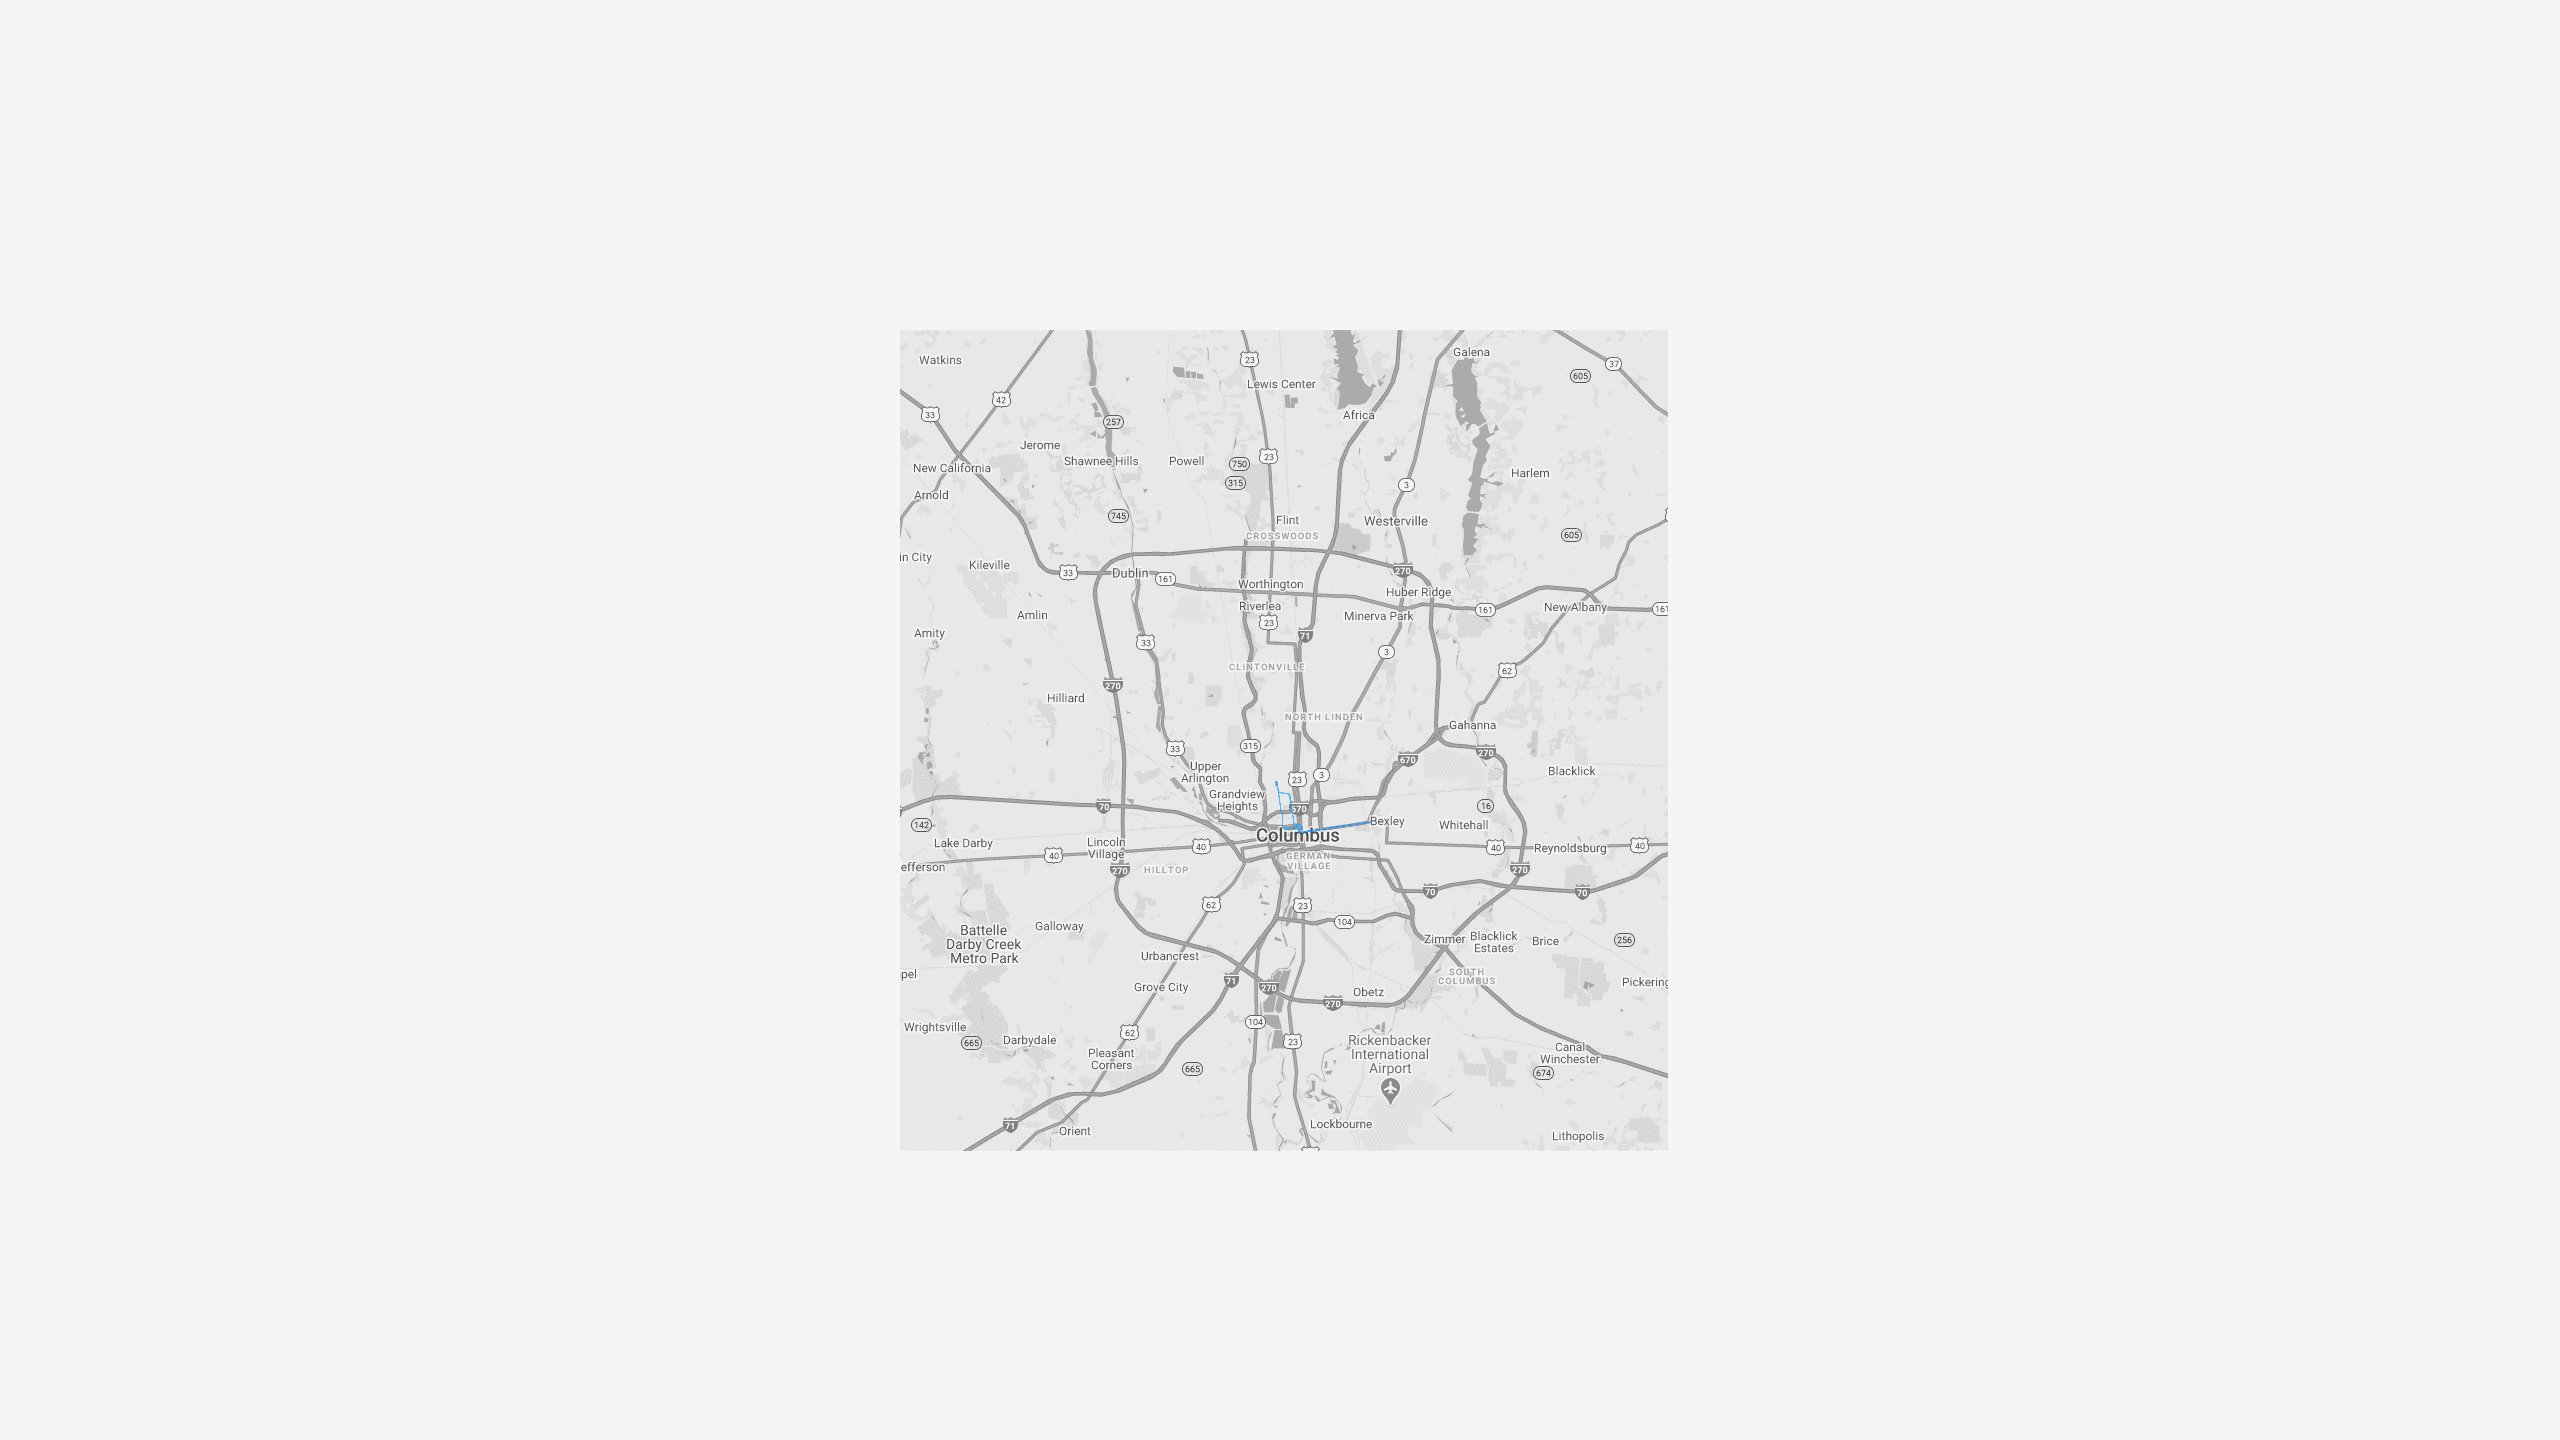 Watkins
23
Galena
37
605
Lewis Center
42
33
Africa
257
Jerome
Shawnee Hills
Powell
750
23
315
New California
Harlem
3
Arnold
745
Flint
Westerville
CROSSWOODS
605
in City
Kileville
33
Dublin
161
270
Worthington
Huber Ridge
Riverlea
161
New Albany
161
Amlin
Minerva Park
23
71
Amity
33
3
CLINTONVILLE
62
270
Hilliard
NORTH LINDEN
Gahanna
315
33
270
670
Upper
Arlington
23
3
Blacklick
Grandview
Heights
70
670
16
142
Bexley
Whitehall
Columbus
Lake Darby
Lincoln
Village
40
40
40
Reynoldsburg
40
GERMAN
VILLAGE
efferson
270
HILLTOP
270
70
70
62
23
104
Galloway
Battelle
Darby Creek
Metro Park
Zimmer
Blacklick
Estates
Brice
256
Urbancrest
pel
SOUTH
COLUMBUS
71
Grove City
270
Obetz
270
Pickering
Wrightsville
104
62
665
Darbydale
23
Rickenbacker
International
Airport
Pleasant
Corners
Canal
Winchester
665
674
71
Orient
Lockbourne
Lithopolis